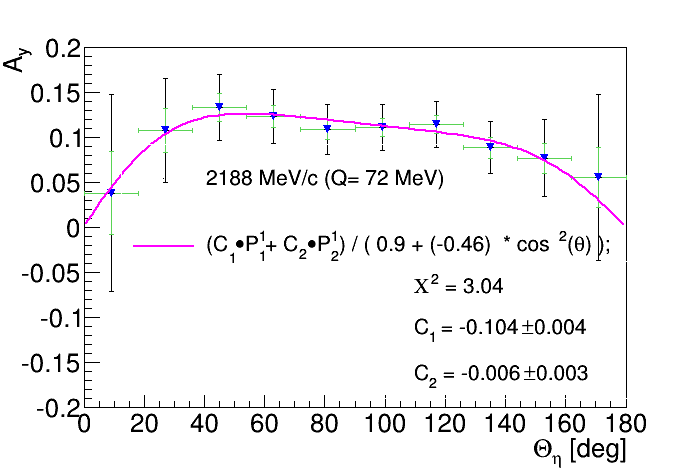 A_y
0.2
0.15
0.1
0.05
0
-0.05
-0.1
-0.15
-0.2
2188 MeV/c (Q= 72 MeV)
(C_1•P_1^1+ C_2•P_2^1) / ( 0.9 + (-0.46) * cos ^2(θ) );
X^2 = 3.04
C_1 = -0.104±0.004
C_2 = -0.006±0.003
0 20 40 60 80 100 120 140 160 180
Θ_η [deg]